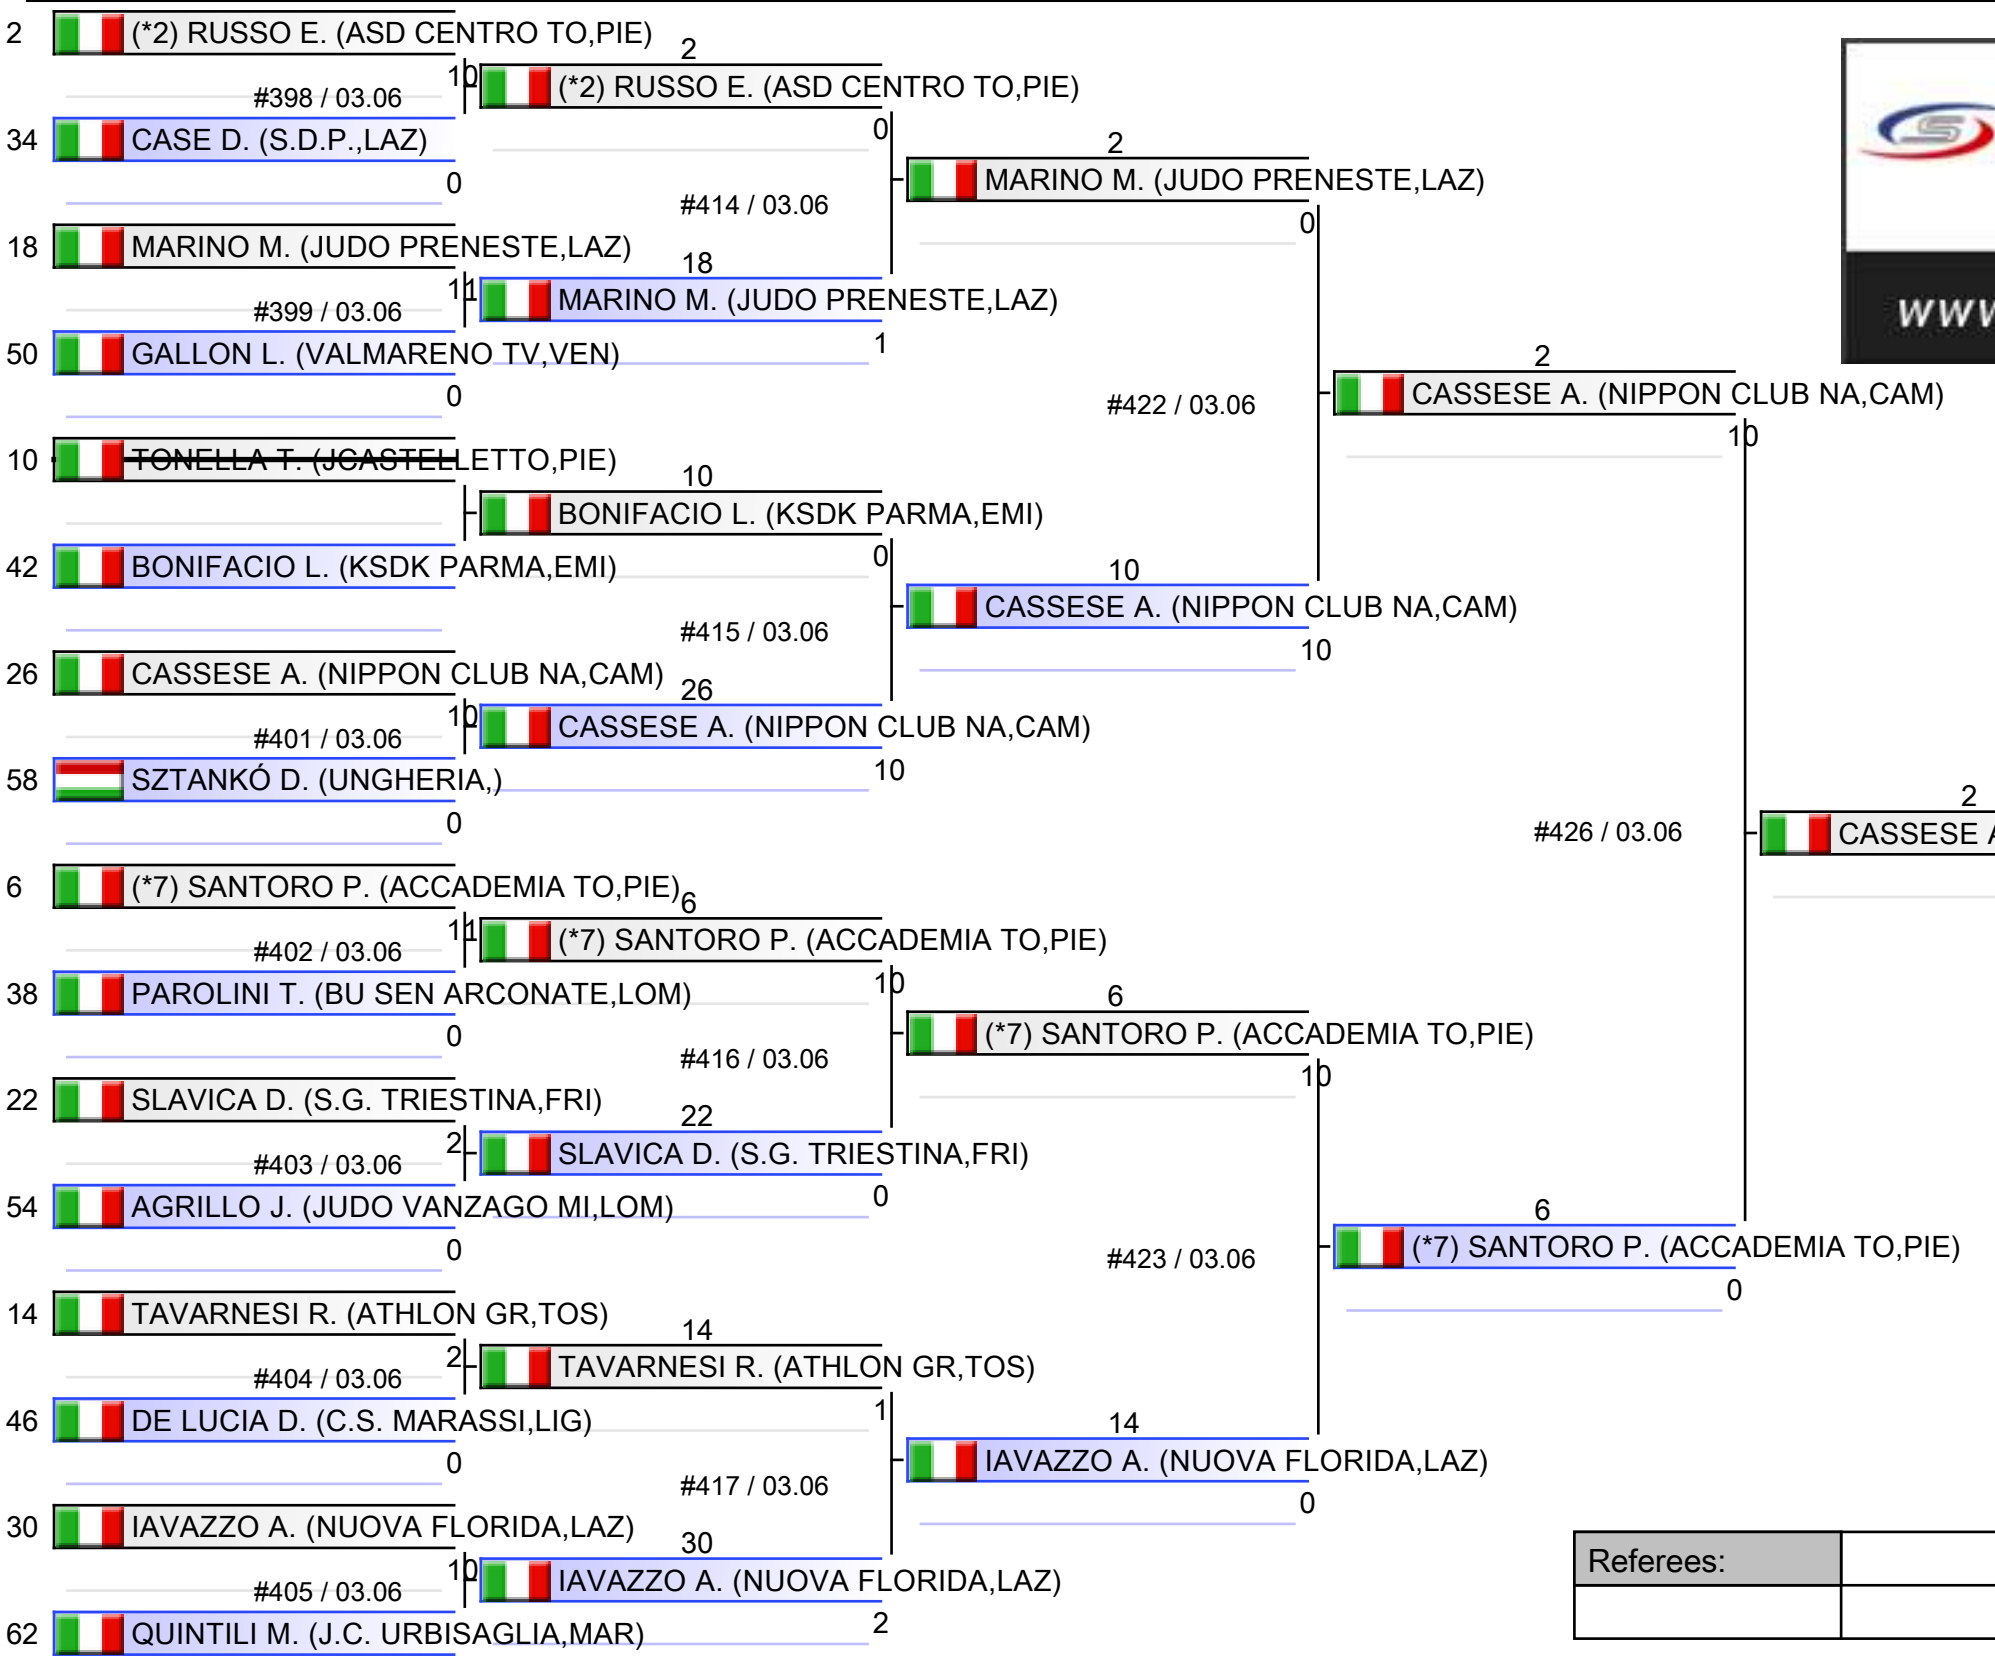 2 (*2) RUSSO E. (ASD CENTRO TO,PIE)
10
#398 / 03.06
34 CASE D. (S.D.P.,LAZ)
0
18 MARINO M. (JUDO PRENESTE,LAZ)
11
#399 / 03.06
50 GALLON L. (VALMARENO TV,VEN)
0
10 TONELLA T. (JCASTELLETTO,PIE)
42 BONIFACIO L. (KSDK PARMA,EMI)
26 CASSESE A. (NIPPON CLUB NA,CAM)
10
#401 / 03.06
58 SZTANKÓ D. (UNGHERIA,)
0
6 (*7) SANTORO P. (ACCADEMIA TO,PIE)
11
#402 / 03.06
38 PAROLINI T. (BU SEN ARCONATE,LOM)
0
22 SLAVICA D. (S.G. TRIESTINA,FRI)
2
#403 / 03.06
54 AGRILLO J. (JUDO VANZAGO MI,LOM)
0
14 TAVARNESI R. (ATHLON GR,TOS)
2
#404 / 03.06
46 DE LUCIA D. (C.S. MARASSI,LIG)
0
30 IAVAZZO A. (NUOVA FLORIDA,LAZ)
10
#405 / 03.06
62 QUINTILI M. (J.C. URBISAGLIA,MAR)
2
(*2) RUSSO E. (ASD CENTRO TO,PIE)
0
#414 / 03.06
18
MARINO M. (JUDO PRENESTE,LAZ)
1
10
BONIFACIO L. (KSDK PARMA,EMI)
0
#415 / 03.06
26
CASSESE A. (NIPPON CLUB NA,CAM)
10
6
(*7) SANTORO P. (ACCADEMIA TO,PIE)
10
#416 / 03.06
22
SLAVICA D. (S.G. TRIESTINA,FRI)
0
14
TAVARNESI R. (ATHLON GR,TOS)
1
#417 / 03.06
30
IAVAZZO A. (NUOVA FLORIDA,LAZ)
2
2
MARINO M. (JUDO PRENESTE,LAZ)
0
#422 / 03.06
10
CASSESE A. (NIPPON CLUB NA,CAM)
10
6
(*7) SANTORO P. (ACCADEMIA TO,PIE)
10
#423 / 03.06
14
IAVAZZO A. (NUOVA FLORIDA,LAZ)
0
2
CASSESE A. (NIPPON CLUB NA,CAM)
10
#426 / 03.06
6
(*7) SANTORO P. (ACCADEMIA TO,PIE)
0
2
CASSESE A
S
www
Referees: